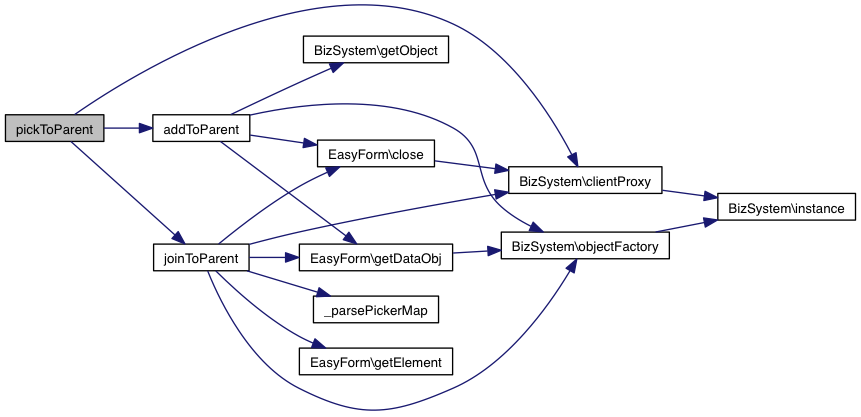 BizSystem\getObject
pickToParent
addToParent
EasyForm\close
BizSystem\clientProxy
BizSystem\instance
BizSystem\objectFactory
joinToParent
EasyForm\getDataObj
_parsePickerMap
EasyForm\getElement